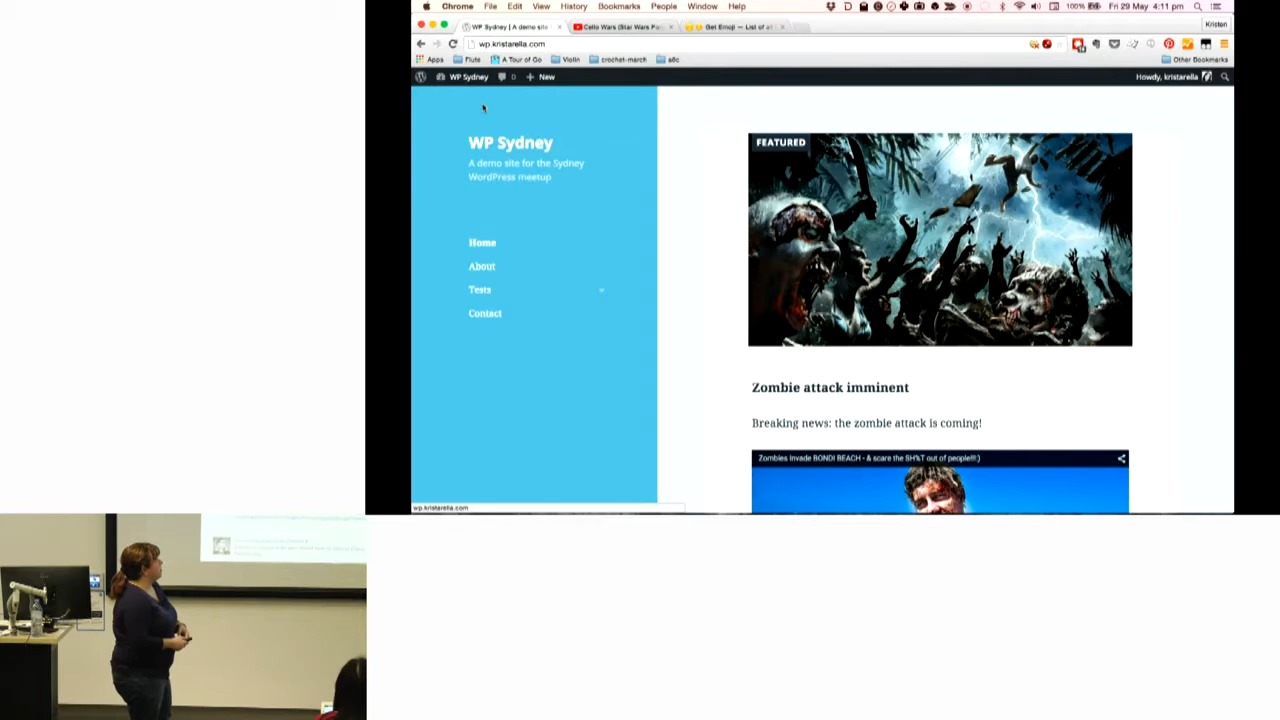 Chrome File Edit View History Bookmarks People Window Help 100% Fri 29 May 4:11 pm
WP Sydney | A demo site Cello Wars (Star Wars Par Get Emoji — List of all Kristen
wp.kristarella.com
Apps Flute A Tour of Go Violin crochet-march a8c Other Bookmarks
WP Sydney 0 + New Howdy, kristarella
WP Sydney
A demo site for the Sydney
WordPress meetup
Home
About
Tests
Contact
FEATURED
Zombie attack imminent
Breaking news: the zombie attack is coming!
Zombies invade BONDI BEACH - & scare the SH%T out of people!!! :)
wp.kristarella.com